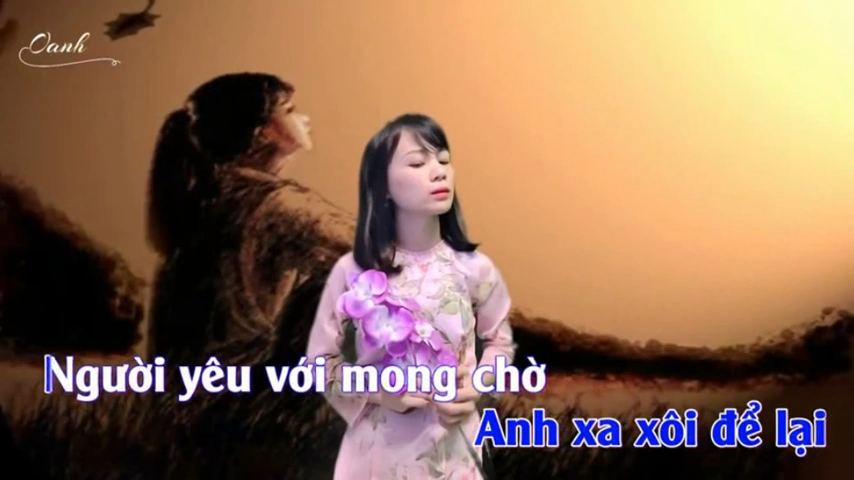 Oanh
Người yêu với mong chờ
Anh xa xôi để lại